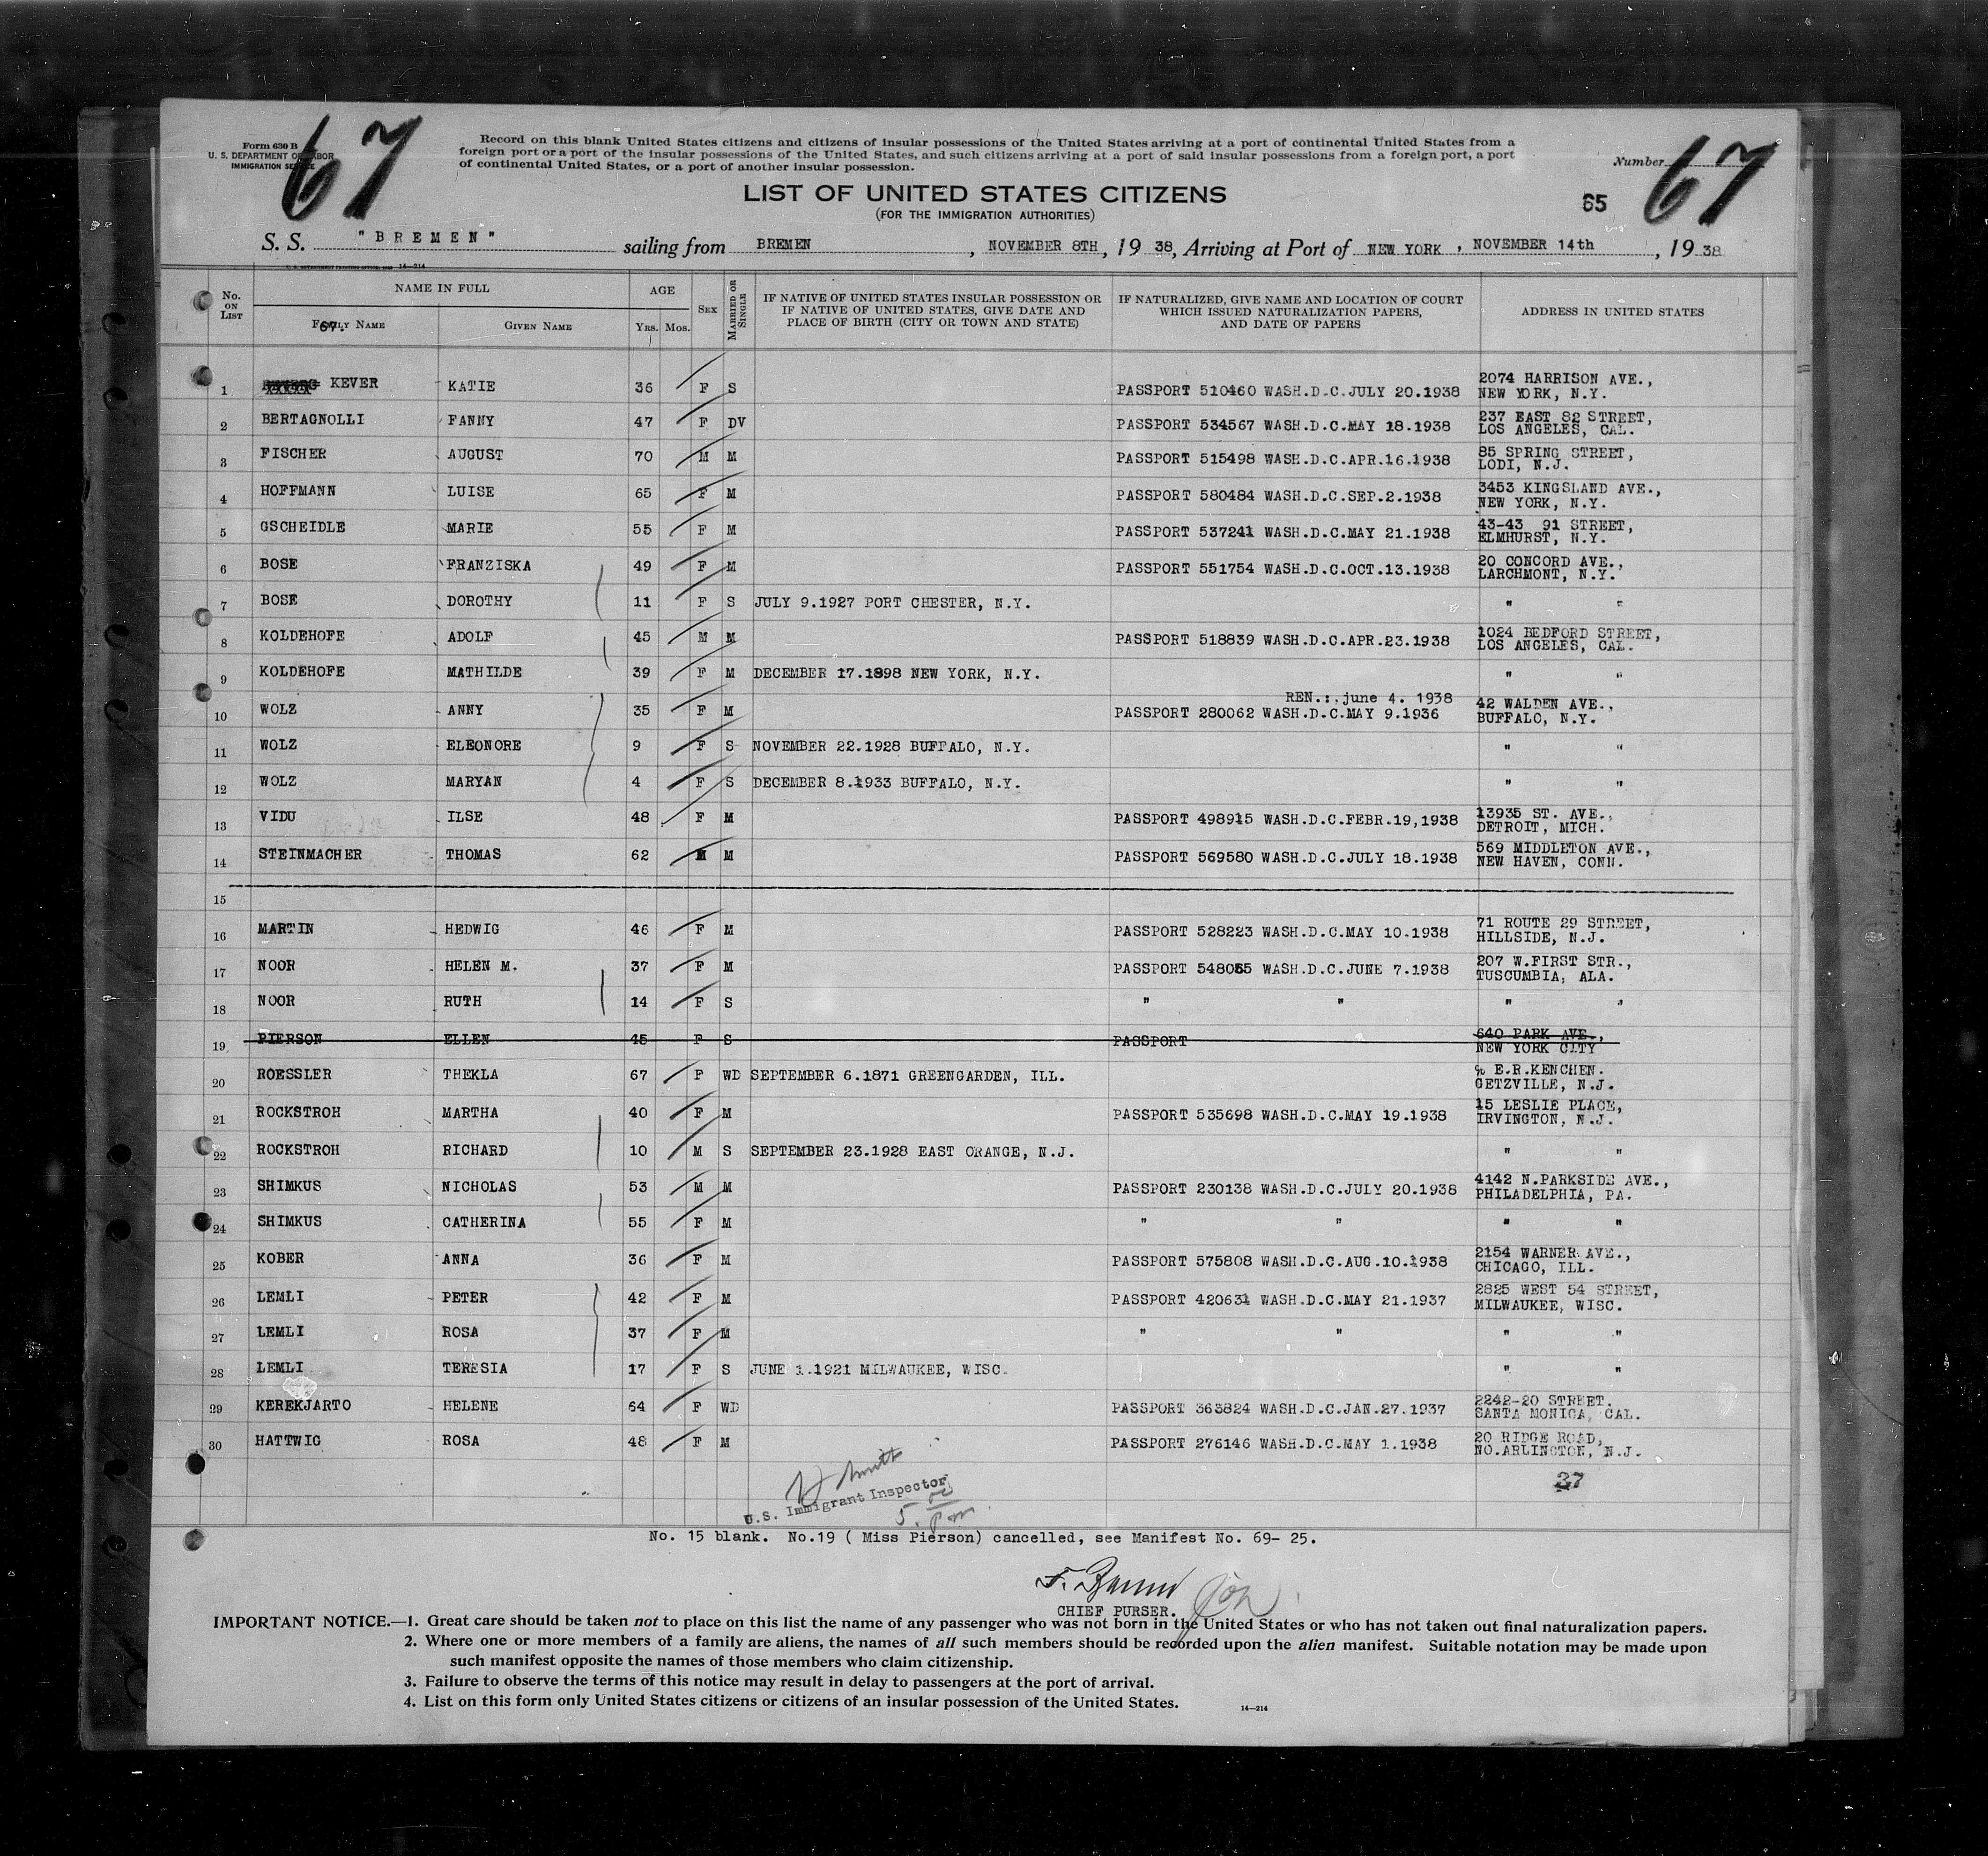 Form 630 B
U. S. DEPARTMENT OF LABOR
IMMIGRATION SERVICE
67
Record on this blank United States citizens and citizens of insular possessions of the United States arriving at a port of continental United States from a
foreign port or a port of the insular possessions of the United States, and such citizens arriving at a port of said insular possessions from a foreign port, a port
of continental United States, or a port of another insular possession.
Number
67
LIST OF UNITED STATES CITIZENS
(FOR THE IMMIGRATION AUTHORITIES)
65
S. S. "BREMEN" sailing from BREMEN, NOVEMBER 8TH, 1938, Arriving at Port of NEW YORK, NOVEMBER 14th, 1938
14-214
No. ON LIST NAME IN FULL FAMILY NAME GIVEN NAME AGE YRS. MOS. SEX MARRIED OR SINGLE IF NATIVE OF UNITED STATES INSULAR POSSESSION OR IF NATIVE OF UNITED STATES, GIVE DATE AND PLACE OF BIRTH (CITY OR TOWN AND STATE) IF NATURALIZED, GIVE NAME AND LOCATION OF COURT WHICH ISSUED NATURALIZATION PAPERS, AND DATE OF PAPERS ADDRESS IN UNITED STATES
67.
1 KEVER KATIE 36 F S PASSPORT 510460 WASH.D.C.JULY 20.1938 2074 HARRISON AVE., NEW YORK, N.Y.
2 BERTAGNOLLI FANNY 47 F DV PASSPORT 534567 WASH.D.C.MAY 18.1938 237 EAST 82 STREET, LOS ANGELES, CAL.
3 FISCHER AUGUST 70 M M PASSPORT 515498 WASH.D.C.APR.16.1938 85 SPRING STREET, LODI, N.J.
4 HOFFMANN LUISE 65 F M PASSPORT 580484 WASH.D.C.SEP.2.1938 3453 KINGSLAND AVE., NEW YORK, N.Y.
5 GSCHEIDLE MARIE 55 F M PASSPORT 537241 WASH.D.C.MAY 21.1938 43-43 91 STREET, ELMHURST, N.Y.
6 BOSE FRANZISKA 49 F M PASSPORT 551754 WASH.D.C.OCT.13.1938 20 CONCORD AVE., LARCHMONT, N.Y.
7 BOSE DOROTHY 11 F S JULY 9.1927 PORT CHESTER, N.Y. " "
8 KOLDEHOFE ADOLF 45 M M PASSPORT 518839 WASH.D.C.APR.23.1938 1024 BEDFORD STREET, LOS ANGELES, CAL.
9 KOLDEHOFE MATHILDE 39 F M DECEMBER 17.1898 NEW YORK, N.Y. " "
REN.: june 4. 1938
10 WOLZ ANNY 35 F M PASSPORT 280062 WASH.D.C.MAY 9.1936 42 WALDEN AVE., BUFFALO, N.Y.
11 WOLZ ELEONORE 9 F S NOVEMBER 22.1928 BUFFALO, N.Y. " "
12 WOLZ MARYAN 4 F S DECEMBER 8.1933 BUFFALO, N.Y. " "
13 VIDU ILSE 48 F M PASSPORT 498915 WASH.D.C.FEBR.19,1938 13935 ST. AVE., DETROIT, MICH.
14 STEINMACHER THOMAS 62 M M PASSPORT 569580 WASH.D.C.JULY 18.1938 569 MIDDLETON AVE., NEW HAVEN, CONN.
15
16 MARTIN HEDWIG 46 F M PASSPORT 528223 WASH.D.C.MAY 10.1938 71 ROUTE 29 STREET, HILLSIDE, N.J.
17 NOOR HELEN M. 37 F M PASSPORT 548065 WASH.D.C.JUNE 7.1938 207 W.FIRST STR., TUSCUMBIA, ALA.
18 NOOR RUTH 14 F S " " " "
19 PIERSON ELLEN 45 F S PASSPORT 640 PARK AVE., NEW YORK CITY
20 ROESSLER THEKLA 67 F WD SEPTEMBER 6.1871 GREENGARDEN, ILL. % E.R.KENCHEN. GETZVILLE, N.J.
21 ROCKSTROH MARTHA 40 F M PASSPORT 535698 WASH.D.C.MAY 19.1938 15 LESLIE PLACE, IRVINGTON, N.J.
22 ROCKSTROH RICHARD 10 M S SEPTEMBER 23.1928 EAST ORANGE, N.J. " "
23 SHIMKUS NICHOLAS 53 M M PASSPORT 230138 WASH.D.C.JULY 20.1938 4142 N.PARKSIDE AVE., PHILADELPHIA, PA.
24 SHIMKUS CATHERINA 55 F M " " " "
25 KOBER ANNA 36 F M PASSPORT 575808 WASH.D.C.AUG.10.1938 2154 WARNER AVE., CHICAGO, ILL.
26 LEMLI PETER 42 F M PASSPORT 420631 WASH.D.C.MAY 21.1937 2825 WEST 54 STREET, MILWAUKEE, WISC.
27 LEMLI ROSA 37 F M " " " "
28 LEMLI TERESIA 17 F S JUNE 1.1921 MILWAUKEE, WISC. " "
29 KEREKJARTO HELENE 64 F WD PASSPORT 363824 WASH.D.C.JAN.27.1937 2242-20 STREET. SANTA MONICA, CAL.
30 HATTWIG ROSA 48 F M PASSPORT 276146 WASH.D.C.MAY 1.1938 20 RIDGE ROAD, NO.ARLINGTON, N.J.
27
U.S. Immigrant Inspector
No. 15 blank. No.19 ( Miss Pierson) cancelled, see Manifest No. 69- 25.
CHIEF PURSER.
IMPORTANT NOTICE.—1. Great care should be taken not to place on this list the name of any passenger who was not born in the United States or who has not taken out final naturalization papers.
2. Where one or more members of a family are aliens, the names of all such members should be recorded upon the alien manifest. Suitable notation may be made upon
such manifest opposite the names of those members who claim citizenship.
3. Failure to observe the terms of this notice may result in delay to passengers at the port of arrival.
4. List on this form only United States citizens or citizens of an insular possession of the United States.
14—214